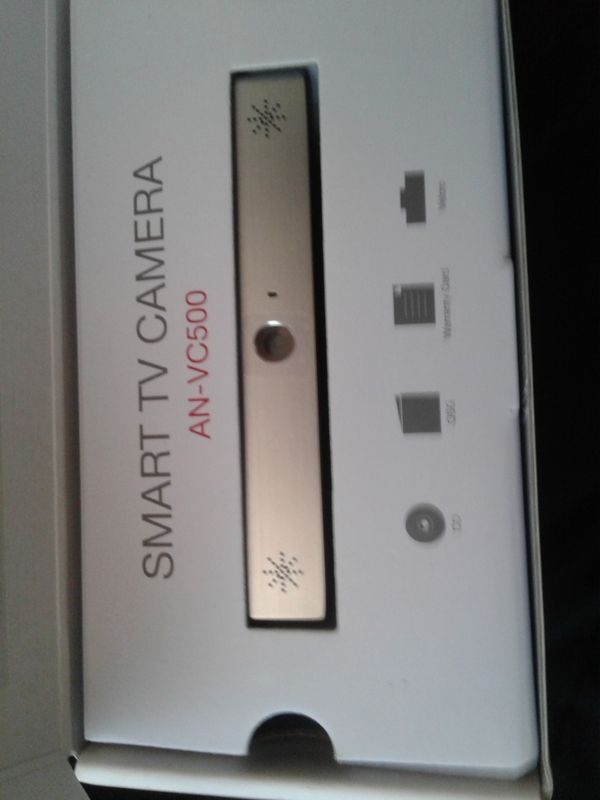 SMART TV CAMERA
AN-VC500
CD
QSG
Warranty Card
Velcro